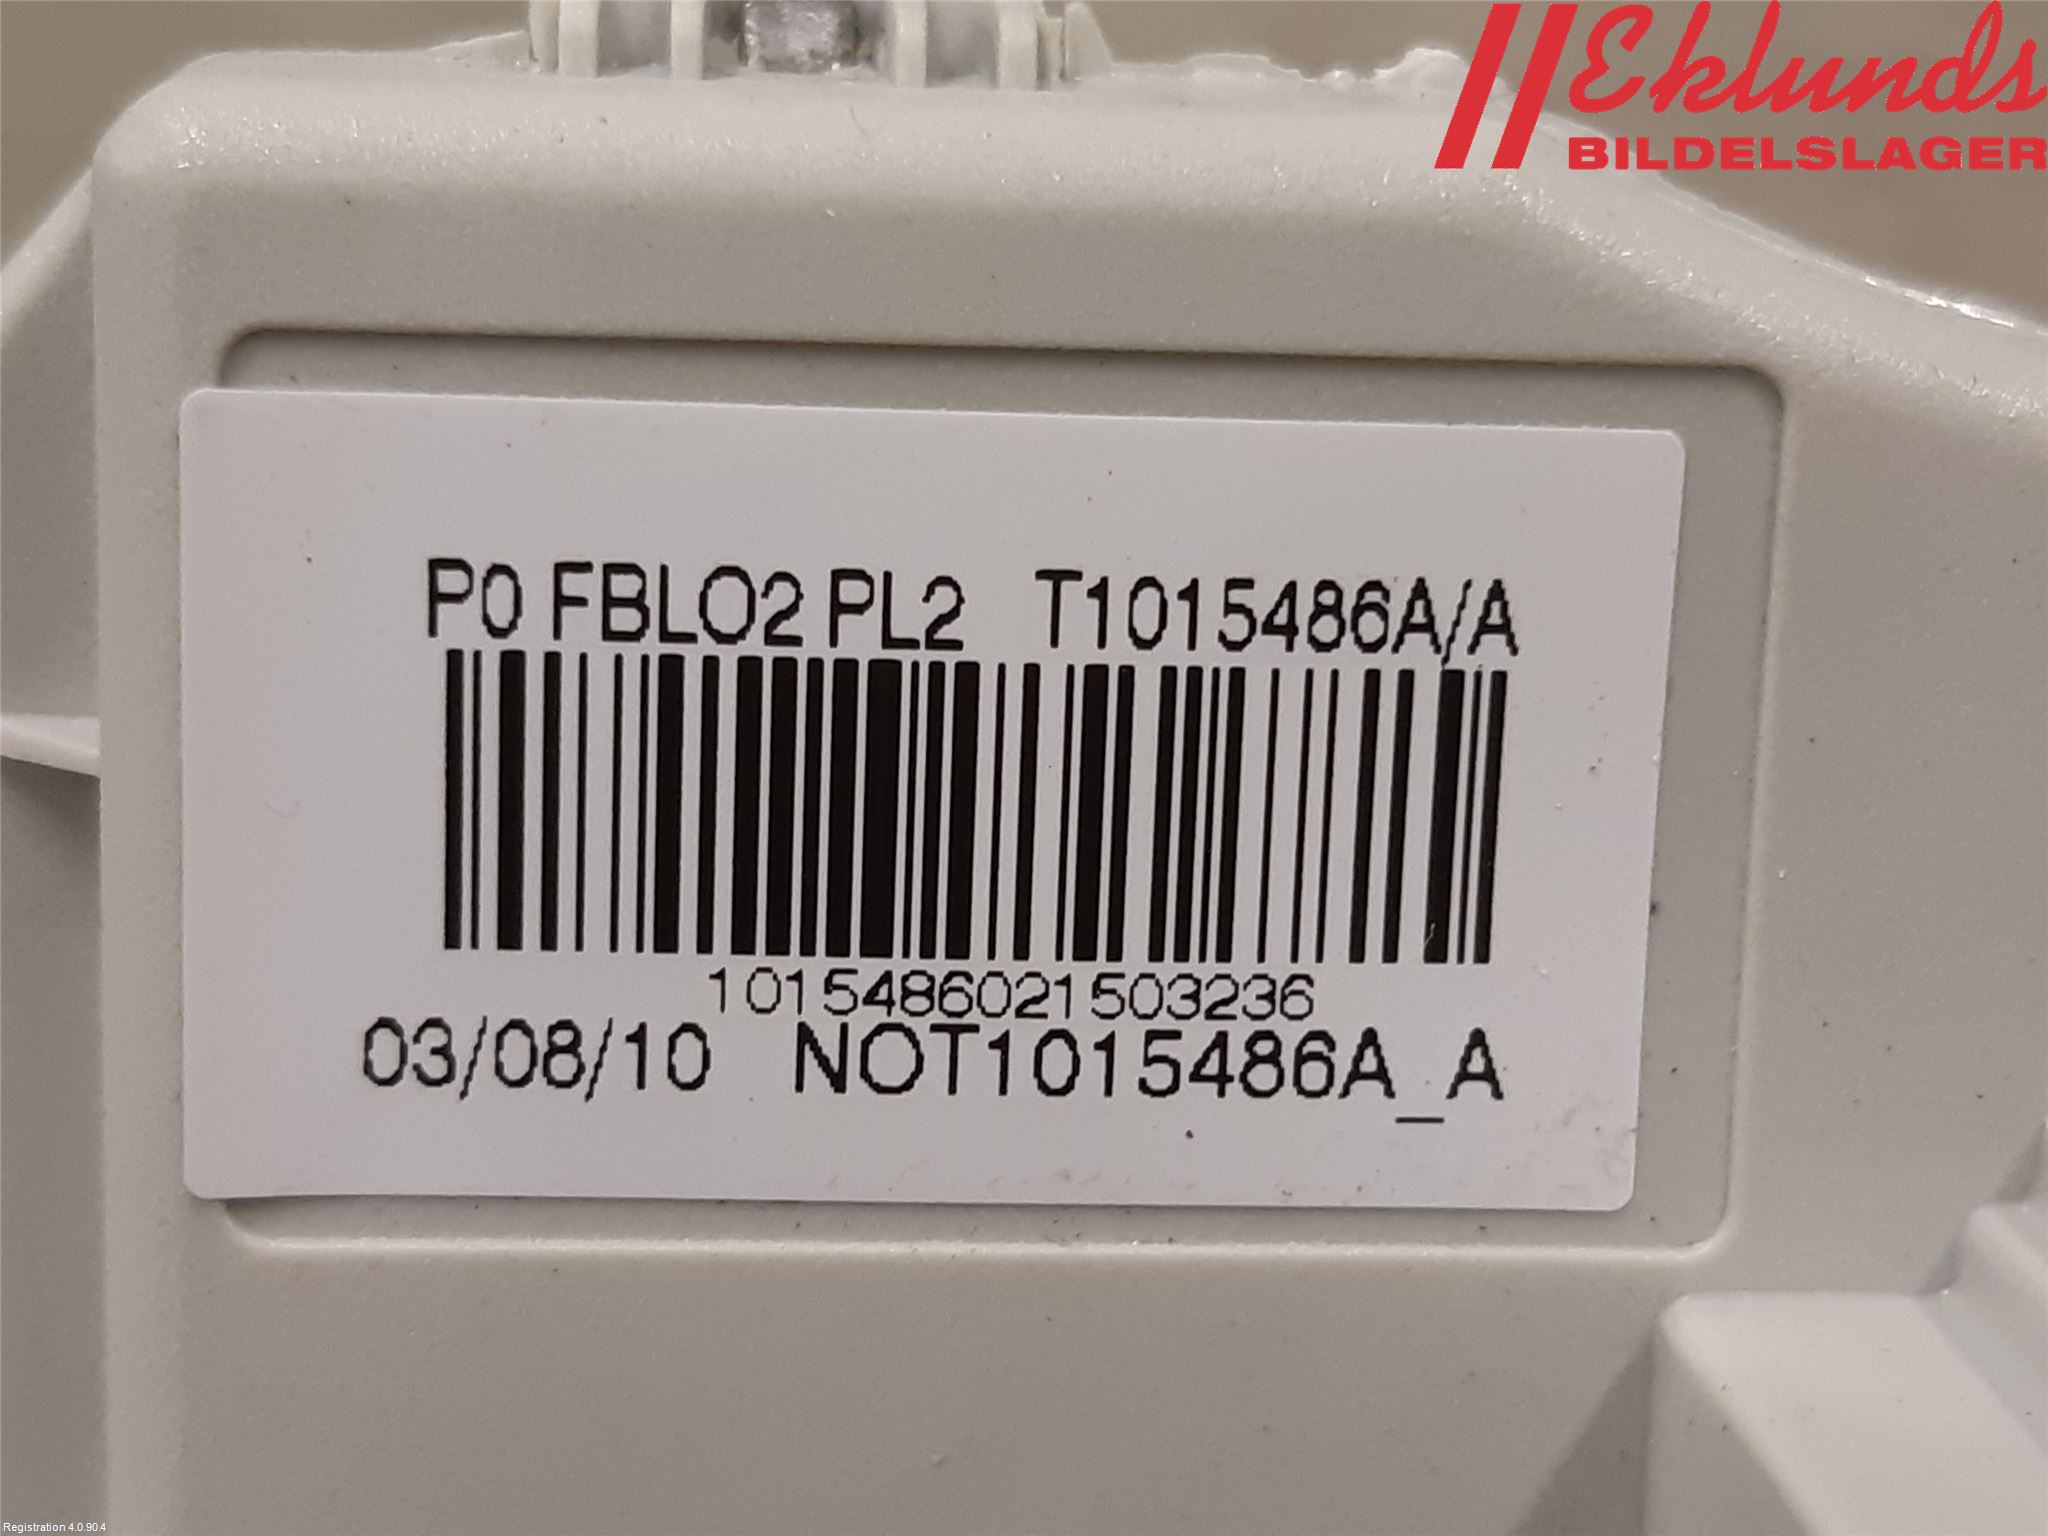 Eklunds
BILDELSLAGER
P0 FBLO2 PL2 T1015486A/A
1015486021503236
03/08/10 NOT1015486A_A
Registration 4.0.90.4